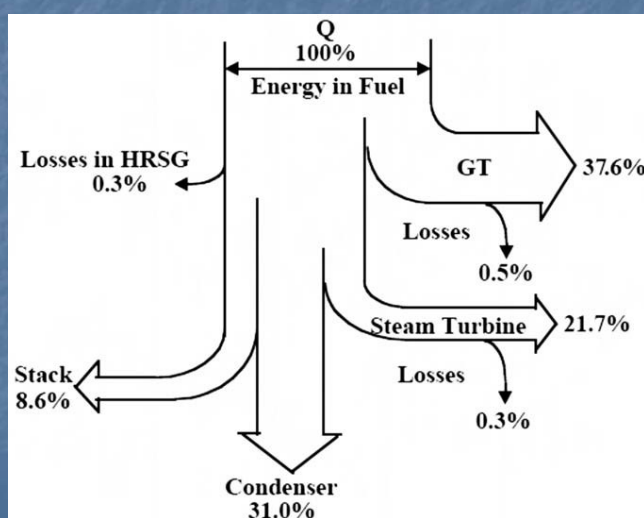 Q
100%
Energy in Fuel
Losses in HRSG
0.3%
GT
37.6%
Losses
0.5%
Steam Turbine
21.7%
Losses
0.3%
Stack
8.6%
Condenser
31.0%